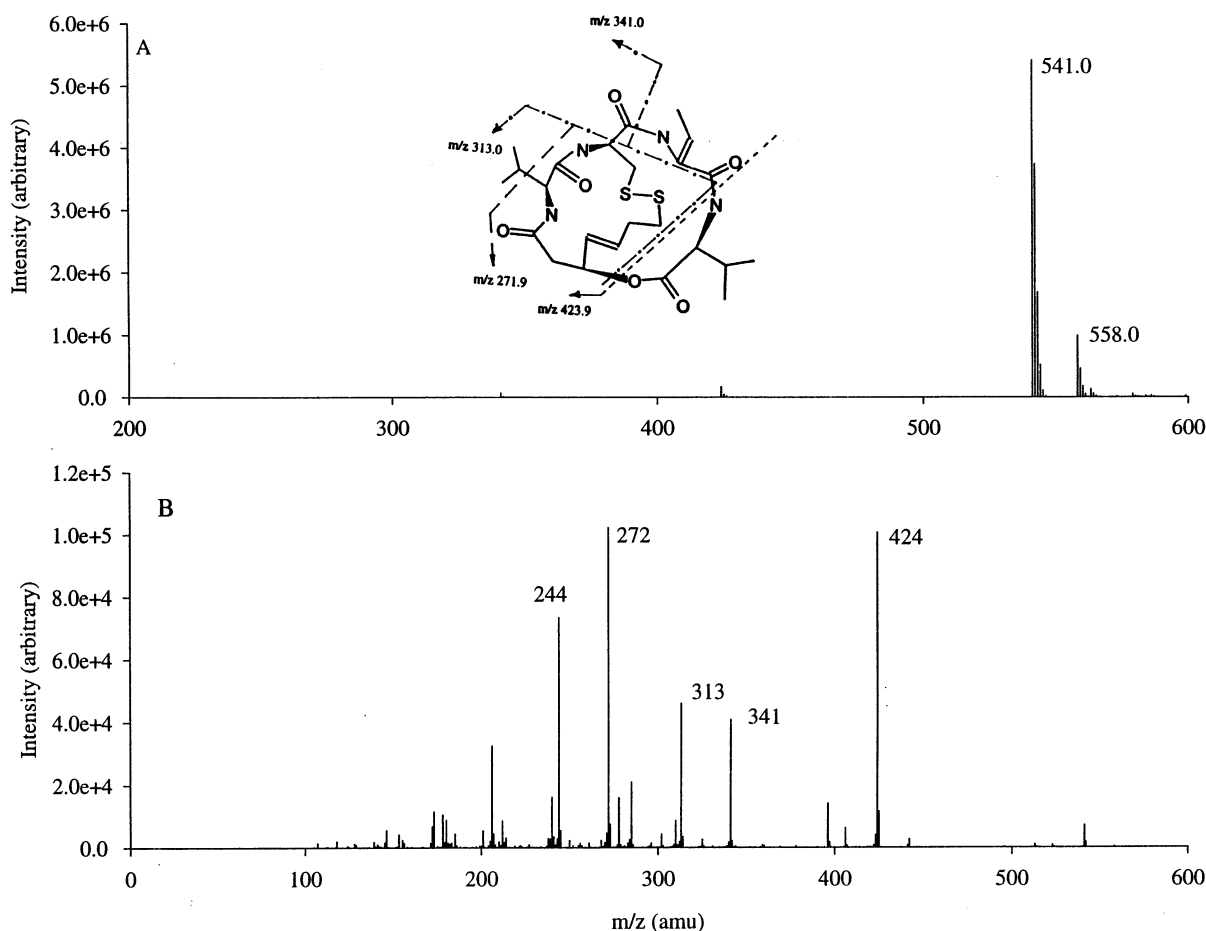 A
Intensity (arbitrary)
6.0e+6
5.0e+6
4.0e+6
3.0e+6
2.0e+6
1.0e+6
0.0
200
300
400
500
600
541.0
558.0
m/z 341.0
m/z 313.0
m/z 271.9
m/z 423.9
O
N
N
O
O
S
S
N
N
O
O
O
B
Intensity (arbitrary)
1.2e+5
1.0e+5
8.0e+4
6.0e+4
4.0e+4
2.0e+4
0.0
0
100
200
300
400
500
600
244
272
313
341
424
m/z (amu)